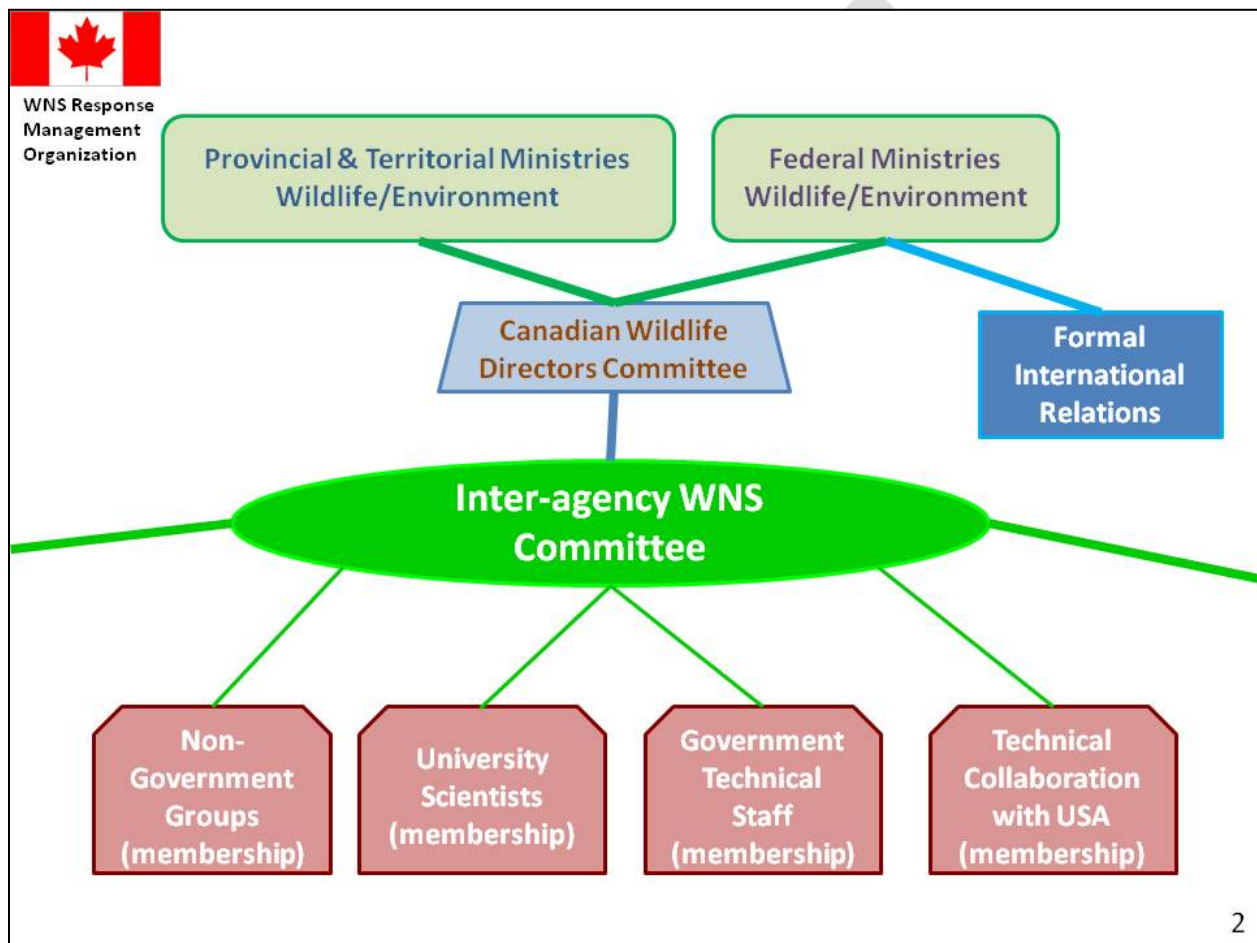 WNS Response
Management
Organization
Provincial & Territorial Ministries
Wildlife/Environment
Federal Ministries
Wildlife/Environment
Canadian Wildlife
Directors Committee
Formal
International
Relations
Inter-agency WNS
Committee
Non-
Government
Groups
(membership)
University
Scientists
(membership)
Government
Technical
Staff
(membership)
Technical
Collaboration
with USA
(membership)
2